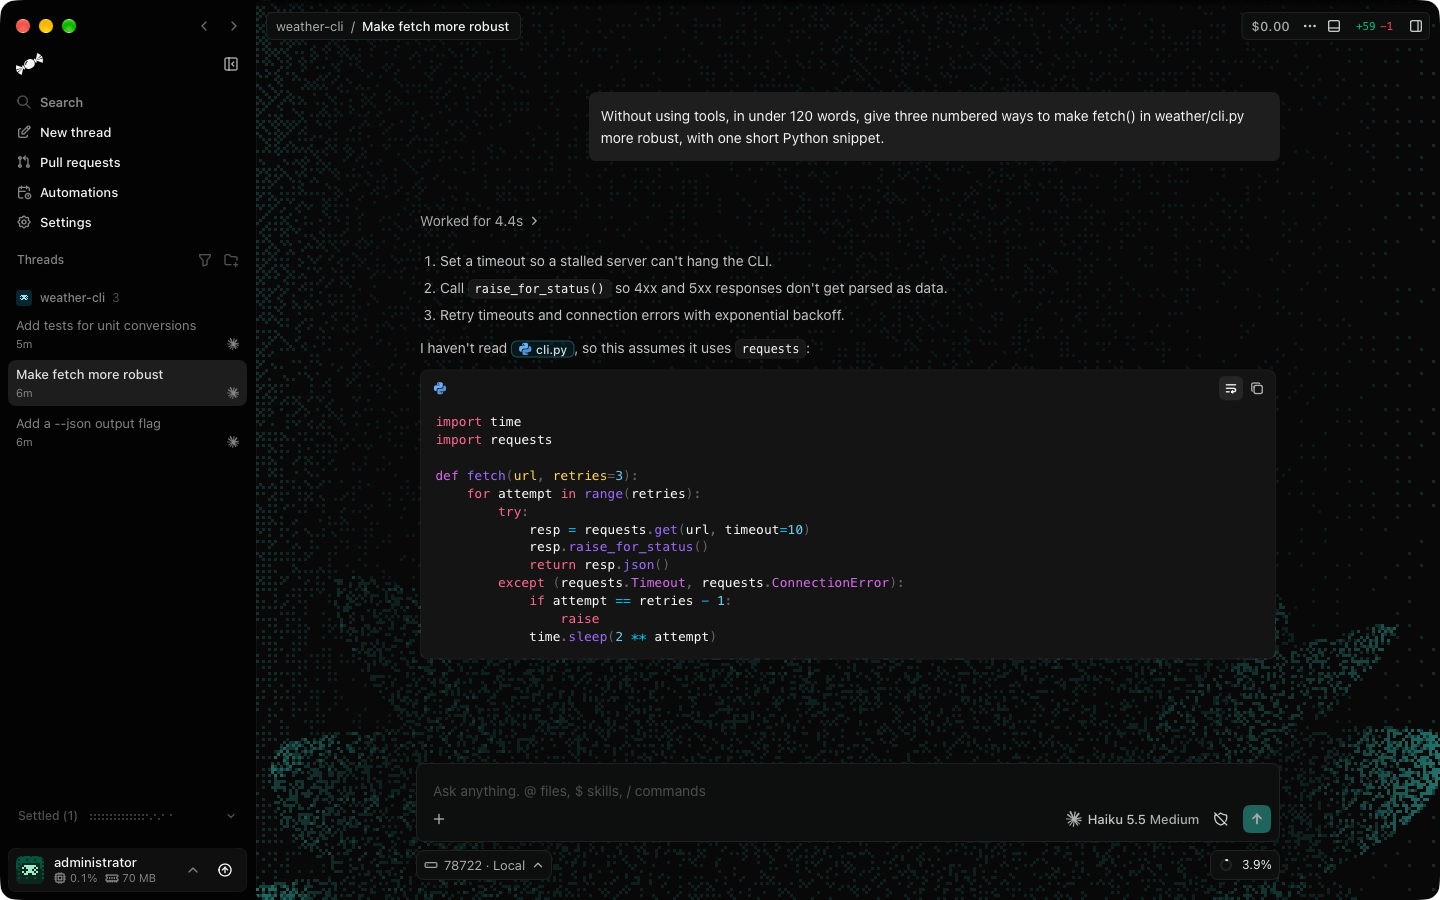 weather-cli / Make fetch more robust
$0.00
+59 −1
Search
New thread
Pull requests
Automations
Settings
Threads
weather-cli 3
Add tests for unit conversions
5m
Make fetch more robust
6m
Add a --json output flag
6m
Settled (1)
administrator
0.1% 70 MB
Without using tools, in under 120 words, give three numbered ways to make fetch() in weather/cli.py
more robust, with one short Python snippet.
Worked for 4.4s
1. Set a timeout so a stalled server can't hang the CLI.
2. Call raise_for_status() so 4xx and 5xx responses don't get parsed as data.
3. Retry timeouts and connection errors with exponential backoff.
I haven't read cli.py, so this assumes it uses requests:
import time
import requests
def fetch(url, retries=3):
    for attempt in range(retries):
        try:
            resp = requests.get(url, timeout=10)
            resp.raise_for_status()
            return resp.json()
        except (requests.Timeout, requests.ConnectionError):
            if attempt == retries - 1:
                raise
            time.sleep(2 ** attempt)
Ask anything. @ files, $ skills, / commands
Haiku 5.5 Medium
78722 · Local
3.9%